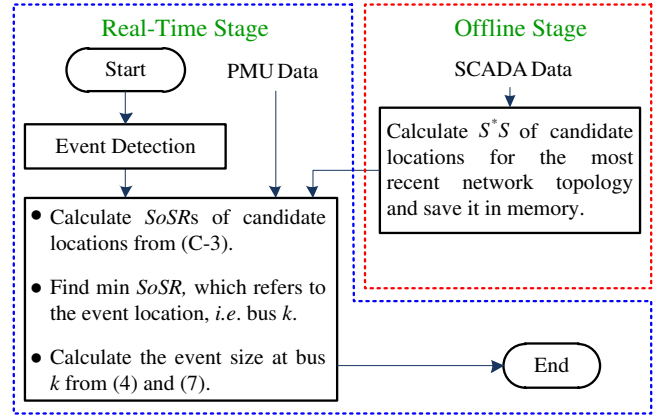 Real-Time Stage
Start
PMU Data
Event Detection
● Calculate SoSRs of candidate
locations from (C-3).
● Find min SoSR, which refers to
the event location, i.e. bus k.
● Calculate the event size at bus
k from (4) and (7).
End
Offline Stage
SCADA Data
Calculate S*S of candidate
locations for the most
recent network topology
and save it in memory.